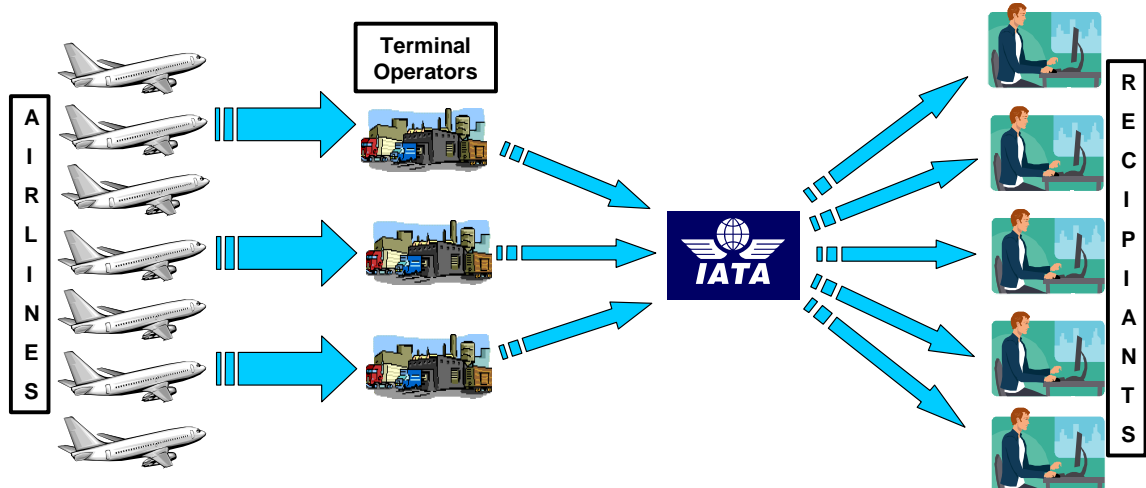 AIRLINES
Terminal
Operators
IATA
RECIPIANTS